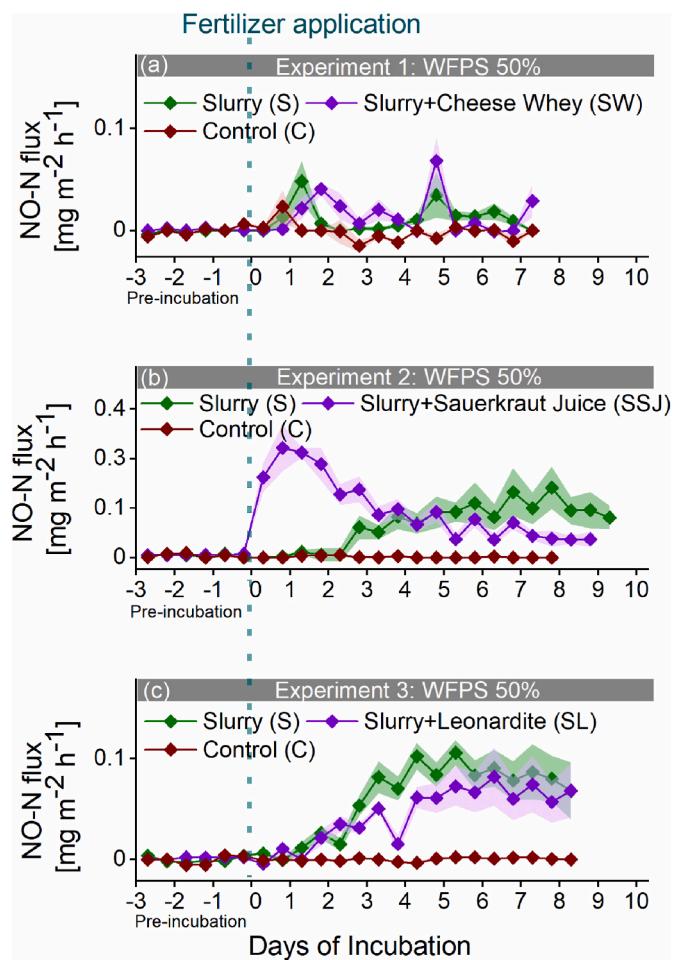 Fertilizer application
(a) Experiment 1: WFPS 50%
Slurry (S) Slurry+Cheese Whey (SW)
Control (C)
0.1
0
NO-N flux
[mg m⁻² h⁻¹]
-3 -2 -1 0 1 2 3 4 5 6 7 8 9 10
Pre-incubation
(b) Experiment 2: WFPS 50%
Slurry (S) Slurry+Sauerkraut Juice (SSJ)
Control (C)
0.4
0.3
0.1
0
NO-N flux
[mg m⁻² h⁻¹]
-3 -2 -1 0 1 2 3 4 5 6 7 8 9 10
Pre-incubation
(c) Experiment 3: WFPS 50%
Slurry (S) Slurry+Leonardite (SL)
Control (C)
0.1
0
NO-N flux
[mg m⁻² h⁻¹]
-3 -2 -1 0 1 2 3 4 5 6 7 8 9 10
Pre-incubation
Days of Incubation